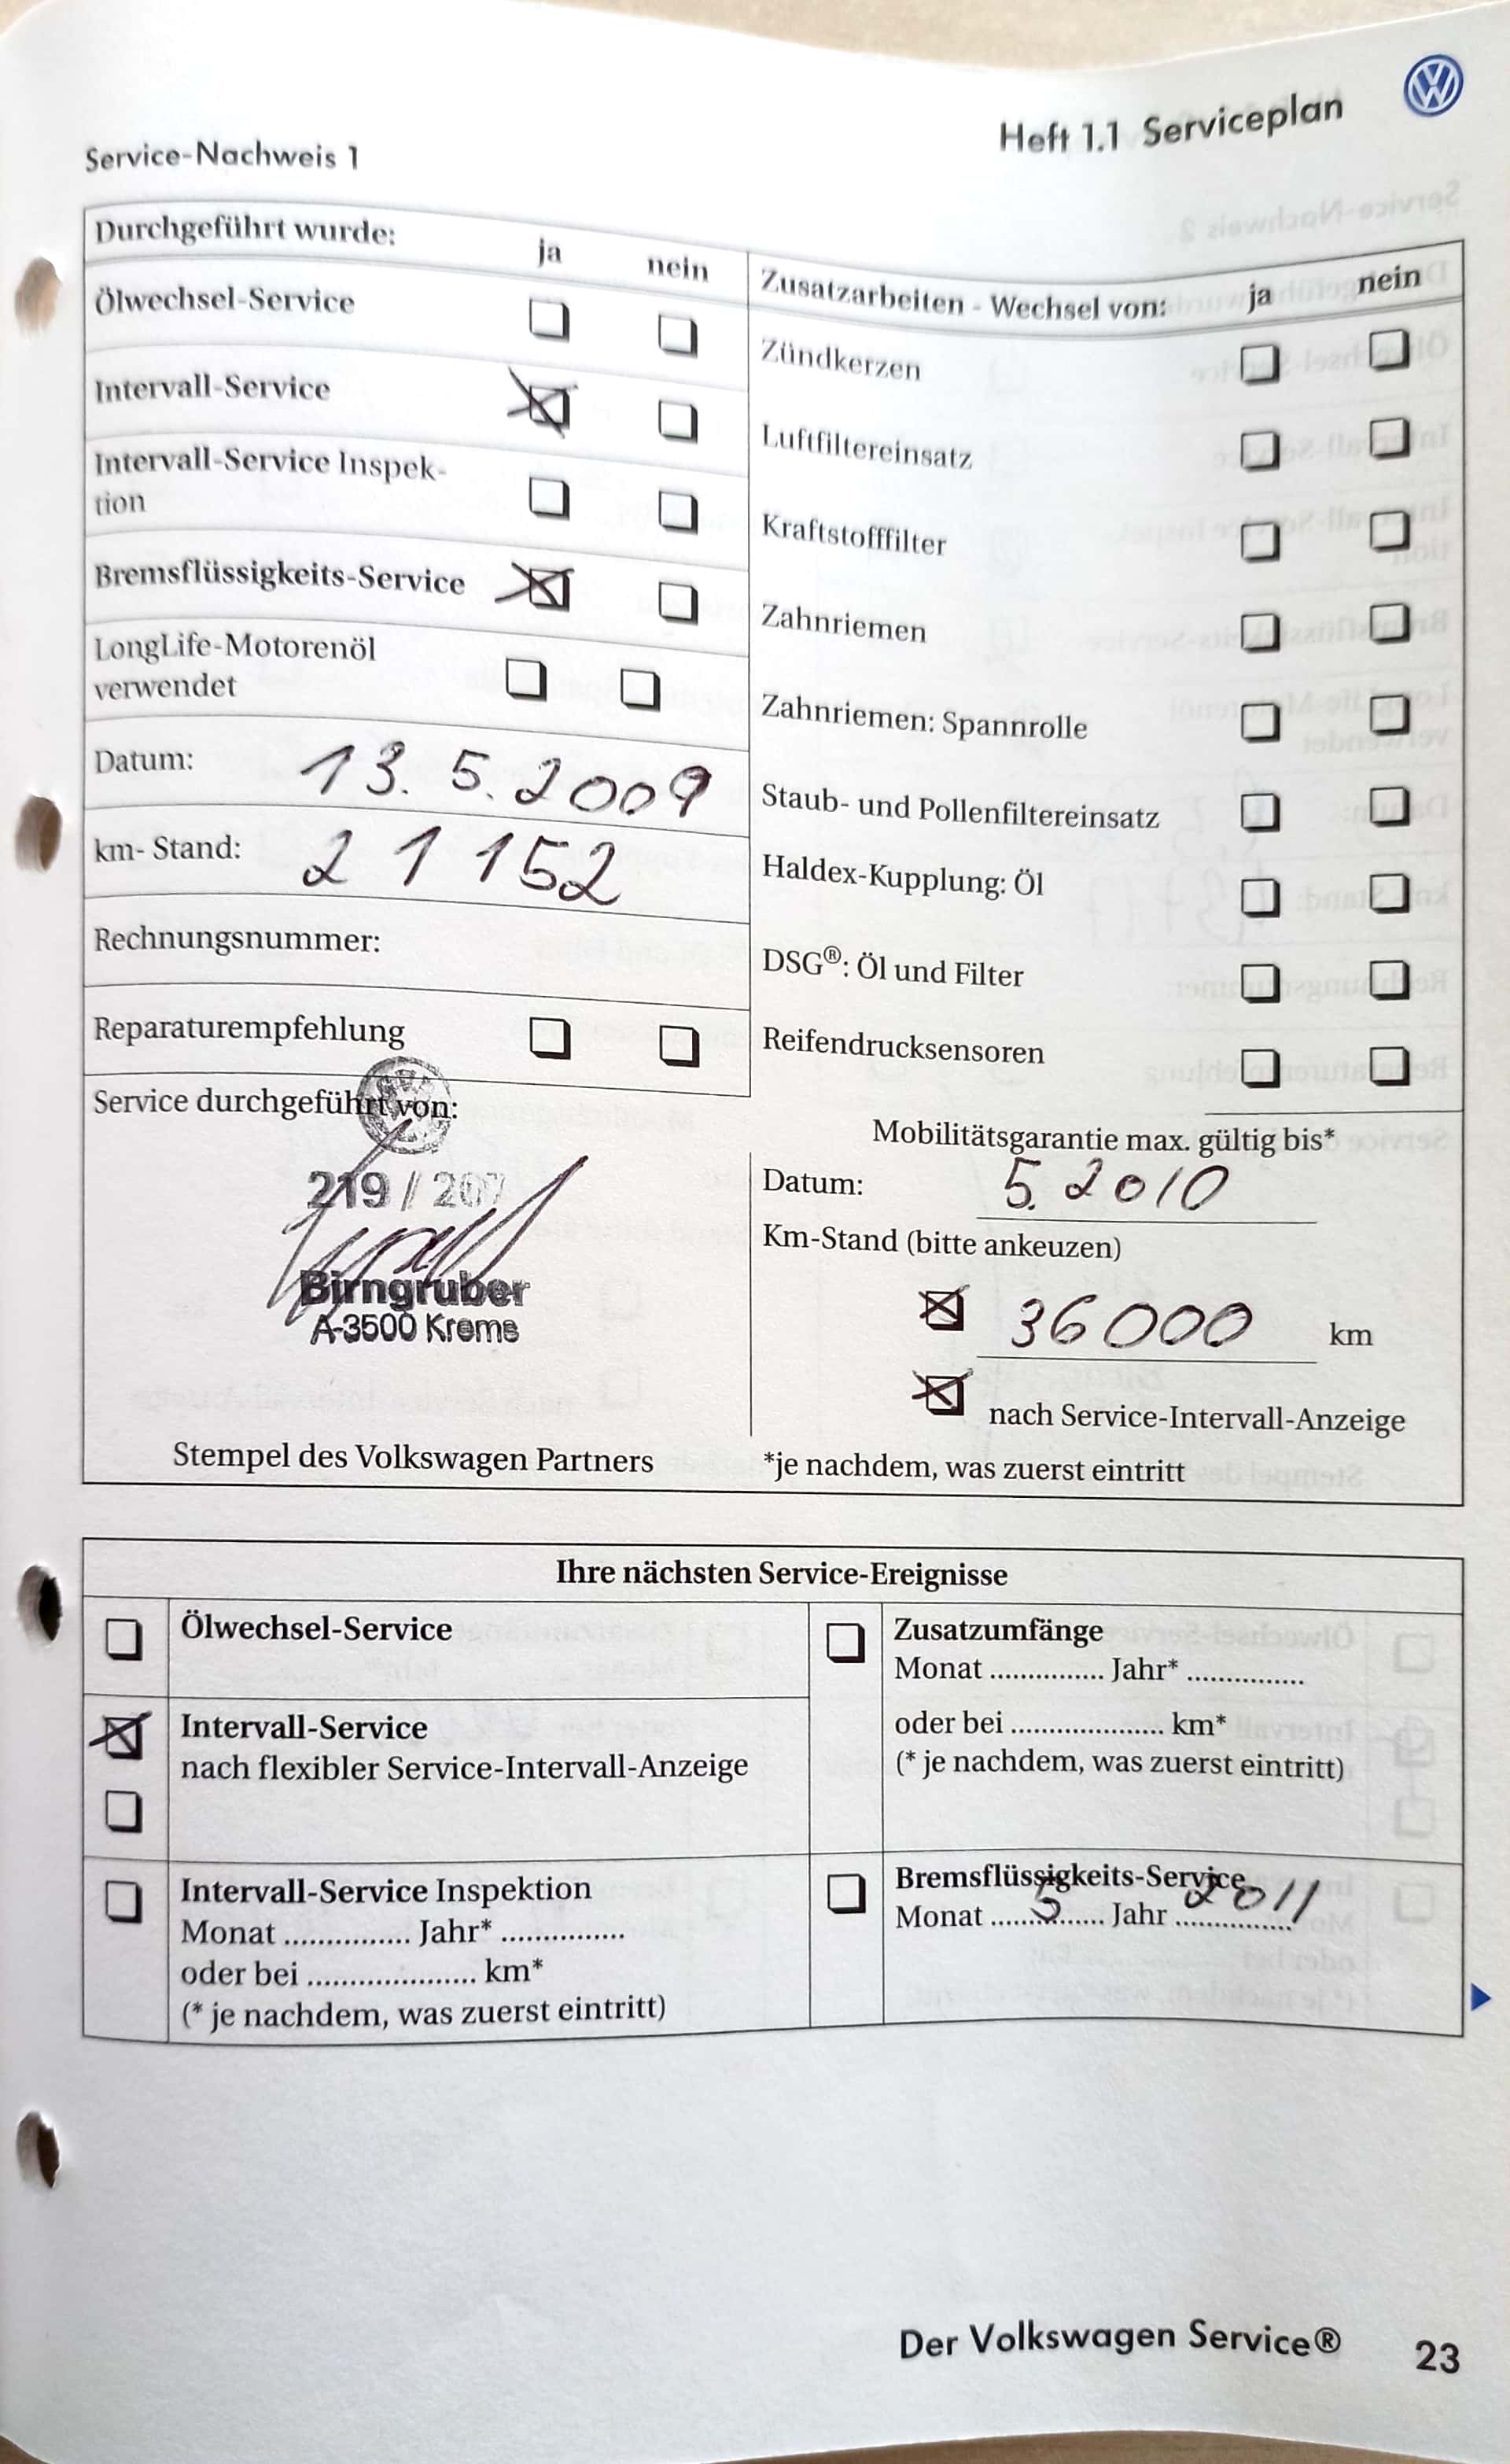 Heft 1.1 Serviceplan
Service-Nachweis 1
Durchgeführt wurde: ja nein
Ölwechsel-Service
Intervall-Service
Intervall-Service Inspek-
tion
Bremsflüssigkeits-Service
LongLife-Motorenöl
verwendet
Datum: 13. 5. 2009
km- Stand: 21 152
Rechnungsnummer:
Reparaturempfehlung
Service durchgeführt von:
219 / 207
Birngruber
A-3500 Krems
Stempel des Volkswagen Partners
Zusatzarbeiten - Wechsel von: ja nein
Zündkerzen
Luftfiltereinsatz
Kraftstofffilter
Zahnriemen
Zahnriemen: Spannrolle
Staub- und Pollenfiltereinsatz
Haldex-Kupplung: Öl
DSG®: Öl und Filter
Reifendrucksensoren
Mobilitätsgarantie max. gültig bis*
Datum: 5. 2010
Km-Stand (bitte ankeuzen)
36000 km
nach Service-Intervall-Anzeige
*je nachdem, was zuerst eintritt
Ihre nächsten Service-Ereignisse
Ölwechsel-Service
Intervall-Service
nach flexibler Service-Intervall-Anzeige
Intervall-Service Inspektion
Monat ............... Jahr* ...............
oder bei .................... km*
(* je nachdem, was zuerst eintritt)
Zusatzumfänge
Monat ............... Jahr* ...............
oder bei .................... km*
(* je nachdem, was zuerst eintritt)
Bremsflüssigkeits-Service
Monat 5 Jahr 2011
Der Volkswagen Service® 23